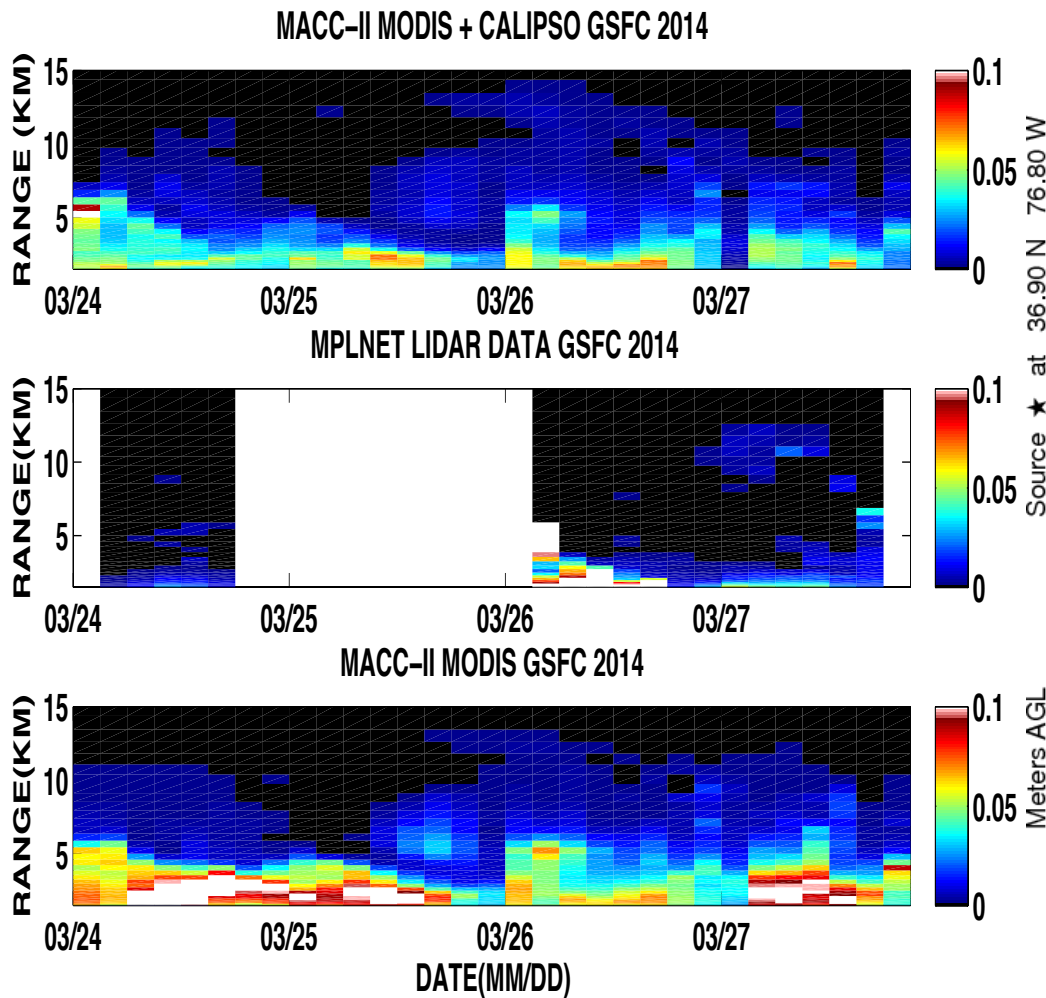 MACC–II MODIS + CALIPSO GSFC 2014
RANGE (KM)
15
10
5
03/24 03/25 03/26 03/27
0.1
0.05
0
MPLNET LIDAR DATA GSFC 2014
RANGE(KM)
15
10
5
03/24 03/25 03/26 03/27
0.1
0.05
0
MACC–II MODIS GSFC 2014
RANGE(KM)
15
10
5
03/24 03/25 03/26 03/27
DATE(MM/DD)
0.1
0.05
0
Source ★ at 36.90 N 76.80 W
Meters AGL